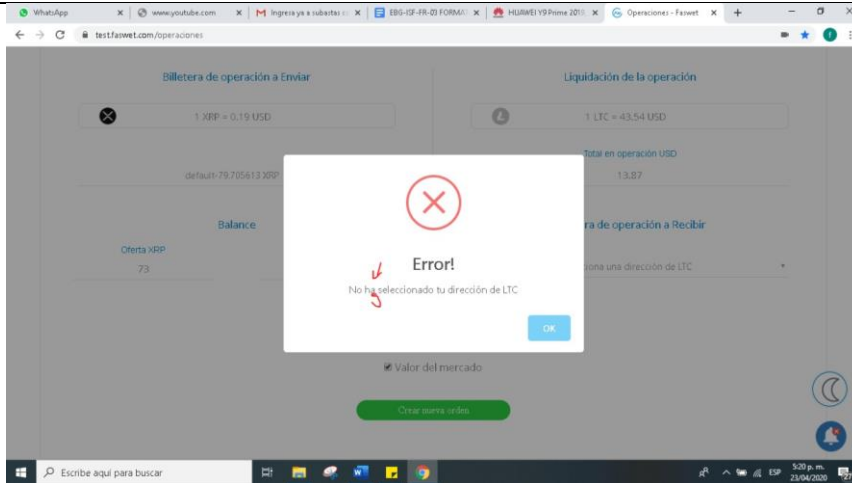 WhatsApp
www.youtube.com
Ingresa ya a subastas
EBG-ISF-FR-03 FORMA
HUAWEI Y9 Prime 201
Operaciones - Faswet
test.faswet.com/operaciones
Billetera de operación a Enviar
Liquidación de la operación
1 XRP = 0,19 USD
1 LTC = 43.54 USD
Total en operación USD
default-79.705613 XRP
13.87
Balance
ra de operación a Recibir
Oferta XRP
Error!
iona una dirección de LTC
73
No ha seleccionado tu dirección de LTC
OK
Valor del mercado
Crear nueva orden
Escribe aquí para buscar
ESP
5:20 p. m.
23/04/2020